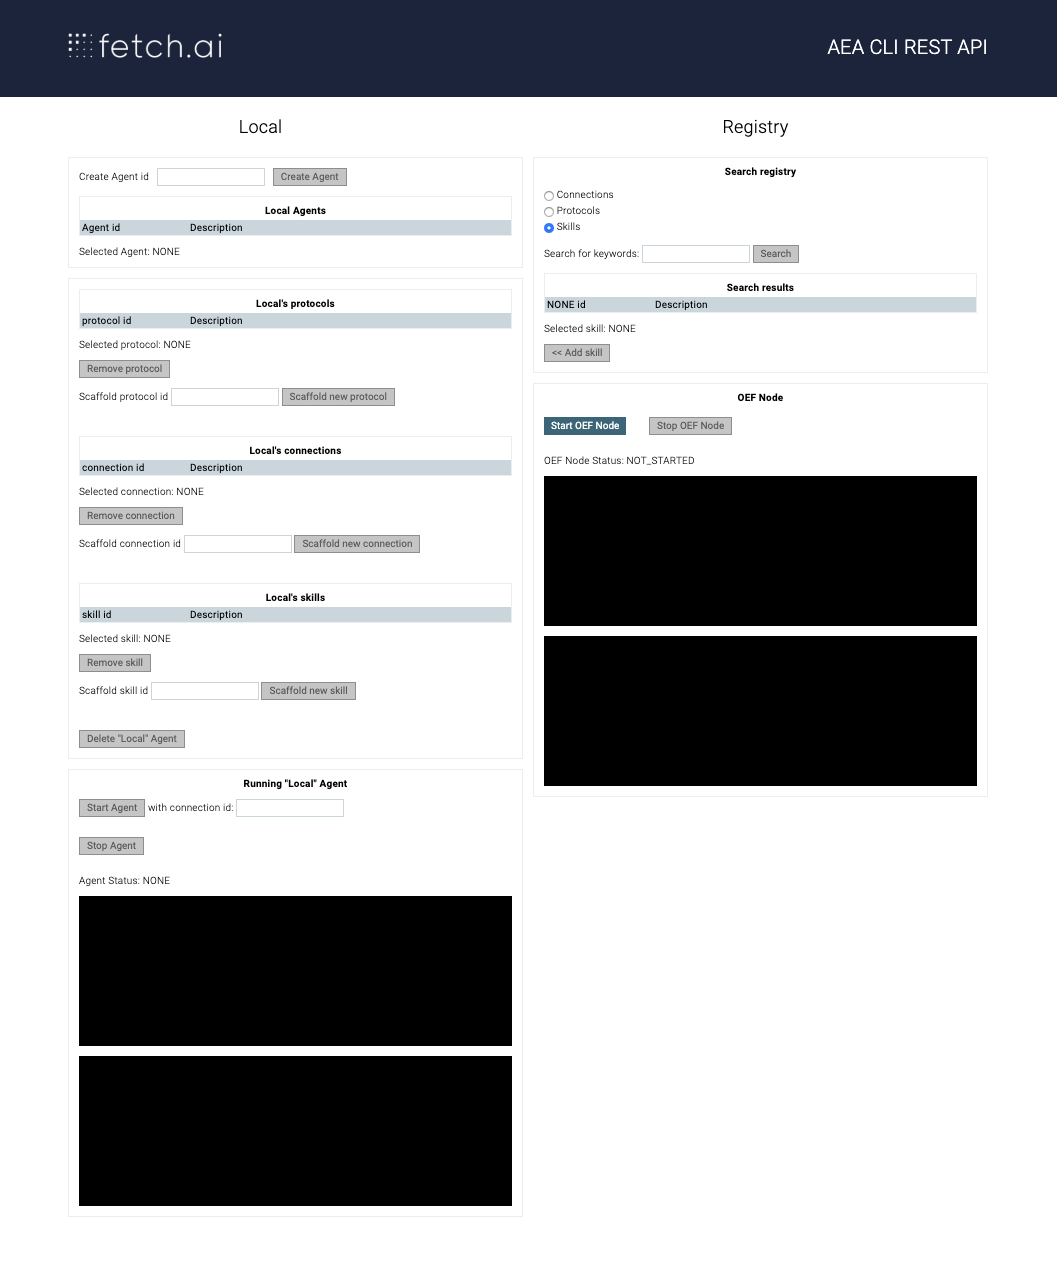 fetch.ai
AEA CLI REST API
Local
Create Agent id
Create Agent
Local Agents
Agent id Description
Selected Agent: NONE
Local's protocols
protocol id Description
Selected protocol: NONE
Remove protocol
Scaffold protocol id
Scaffold new protocol
Local's connections
connection id Description
Selected connection: NONE
Remove connection
Scaffold connection id
Scaffold new connection
Local's skills
skill id Description
Selected skill: NONE
Remove skill
Scaffold skill id
Scaffold new skill
Delete "Local" Agent
Running "Local" Agent
Start Agent with connection id:
Stop Agent
Agent Status: NONE
Registry
Search registry
Connections
Protocols
Skills
Search for keywords:
Search
Search results
NONE id Description
Selected skill: NONE
<< Add skill
OEF Node
Start OEF Node
Stop OEF Node
OEF Node Status: NOT_STARTED